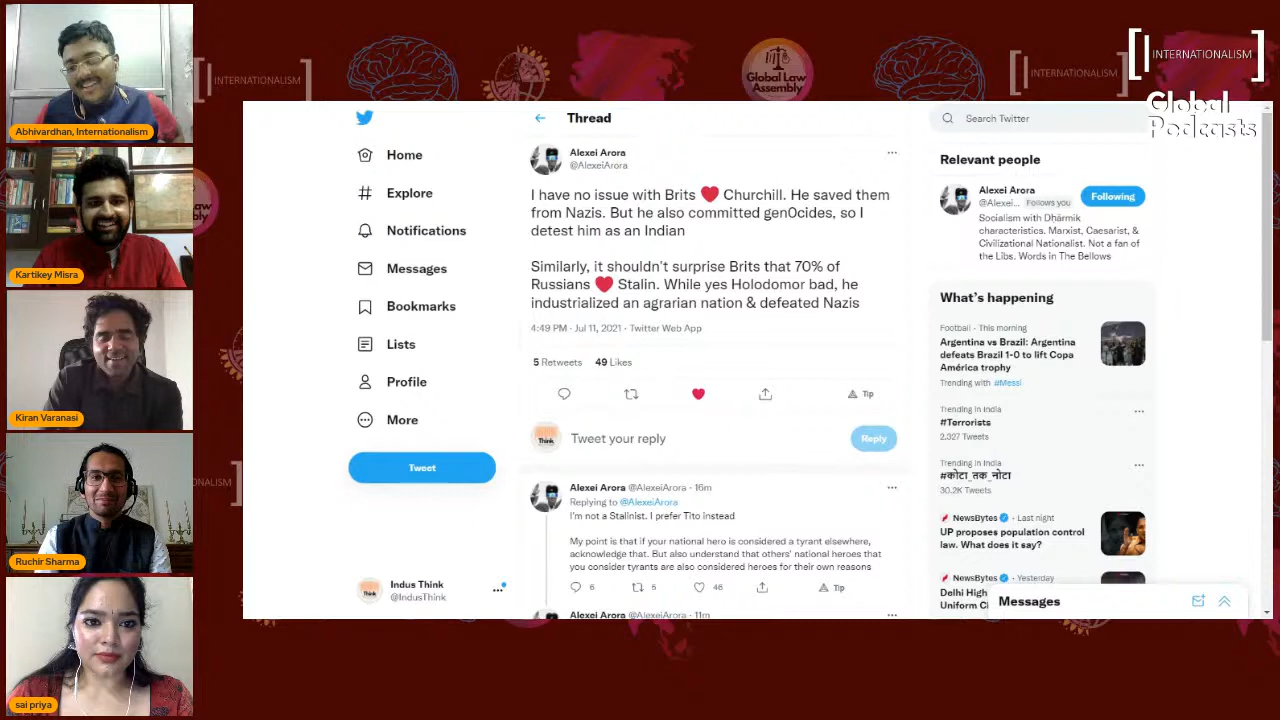 Abhivardhan, Internationalism
Kartikey Misra
Kiran Varanasi
Ruchir Sharma
sai priya
INTERNATIONALISM
Global Law
Assembly
INTERNATIONALISM
INTERNATIONALISM
Global
Podcasts
Home
Explore
Notifications
Messages
Bookmarks
Lists
Profile
More
Tweet
Indus Think
@IndusThink
Thread
Alexei Arora
@AlexeiArora
I have no issue with Brits ❤️ Churchill. He saved them
from Nazis. But he also committed gen0cides, so I
detest him as an Indian
Similarly, it shouldn't surprise Brits that 70% of
Russians ❤️ Stalin. While yes Holodomor bad, he
industrialized an agrarian nation & defeated Nazis
4:49 PM · Jul 11, 2021 · Twitter Web App
5 Retweets 49 Likes
Tip
Think
Tweet your reply
Reply
Alexei Arora @AlexeiArora · 16m
Replying to @AlexeiArora
I'm not a Stalinist. I prefer Tito instead
My point is that if your national hero is considered a tyrant elsewhere,
acknowledge that. But also understand that others' national heroes that
you consider tyrants are also considered heroes for their own reasons
6 5 46 Tip
Alexei Arora @AlexeiArora · 11m
Search Twitter
Relevant people
Alexei Arora
@Alexei... Follows you
Following
Socialism with Dhārmik
characteristics. Marxist, Caesarist, &
Civilizational Nationalist. Not a fan of
the Libs. Words in The Bellows
What's happening
Football · This morning
Argentina vs Brazil: Argentina
defeats Brazil 1-0 to lift Copa
América trophy
Trending with #Messi
Trending in India
#Terrorists
2,327 Tweets
Trending in India
#कोटा_तक_नोटा
30.2K Tweets
NewsBytes · Last night
UP proposes population control
law. What does it say?
NewsBytes · Yesterday
Delhi High
Uniform Ci
Messages